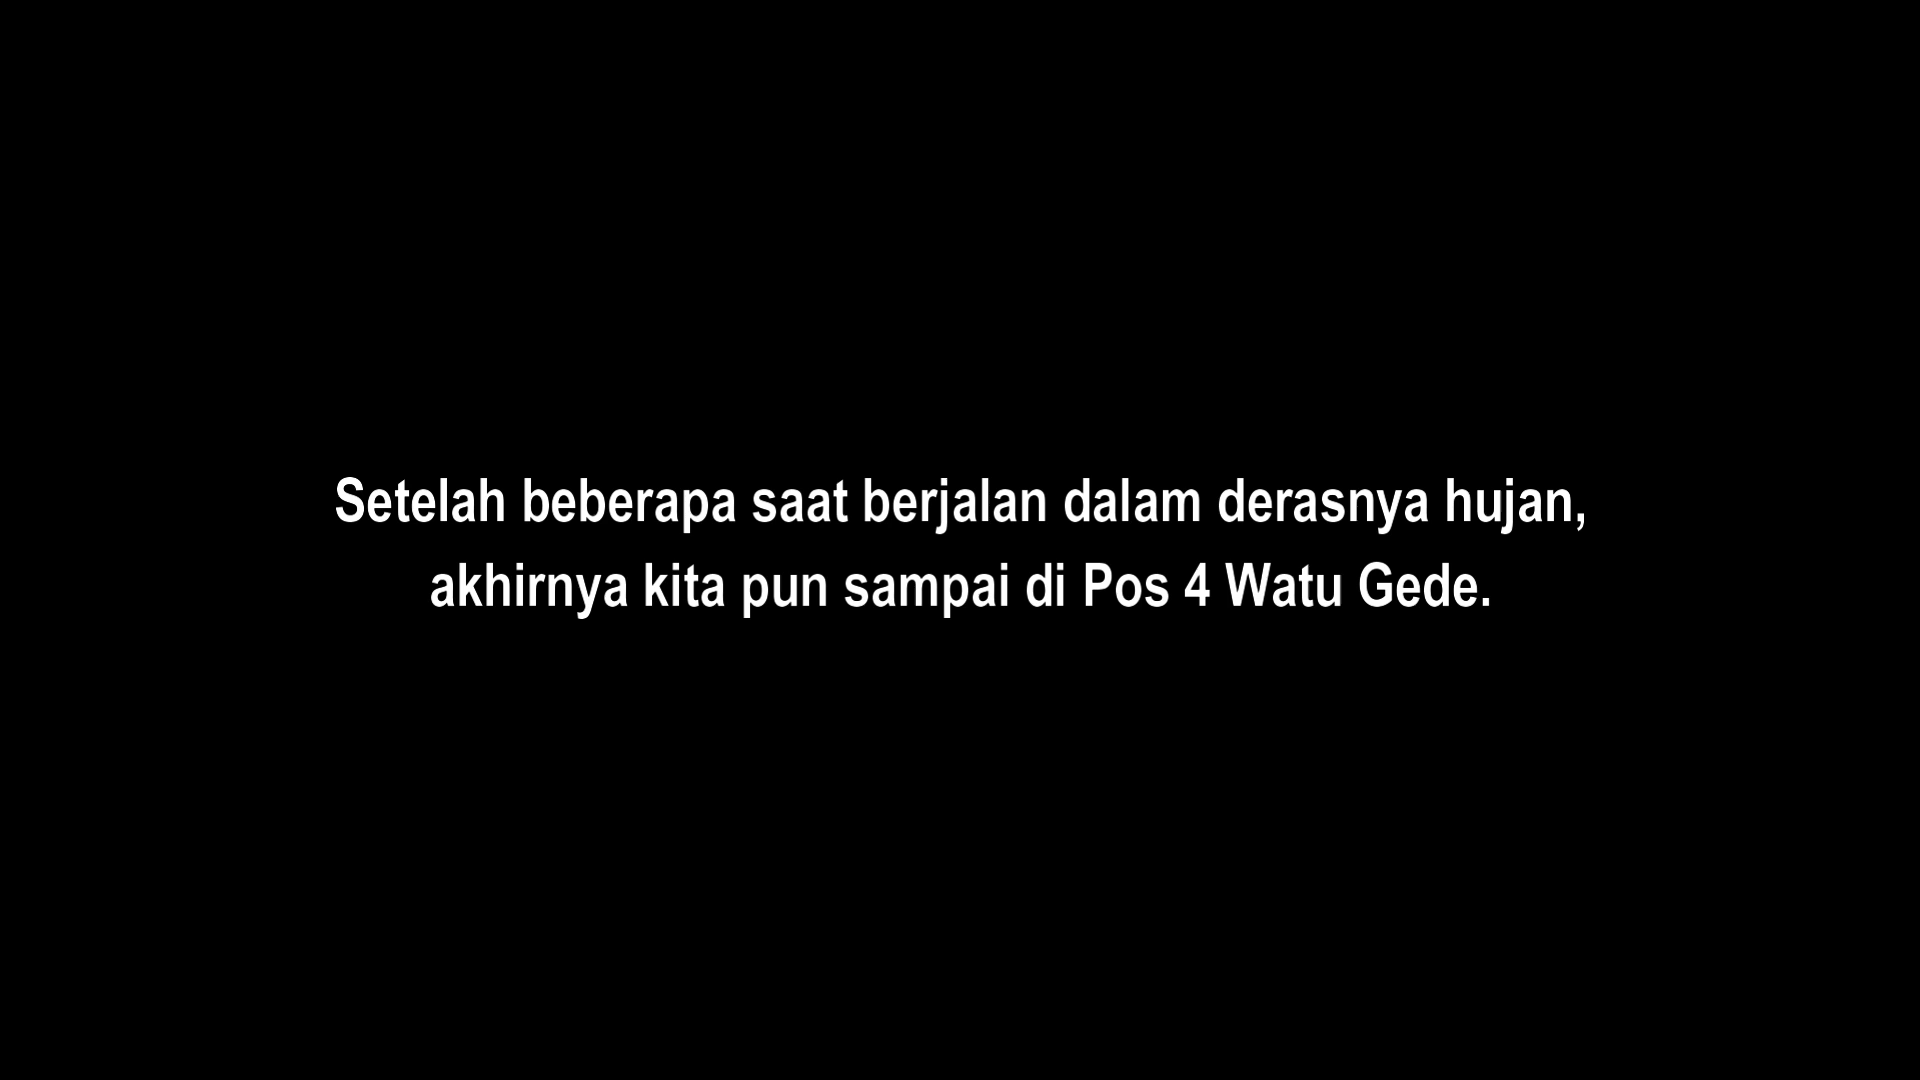 Setelah beberapa saat berjalan dalam derasnya hujan,
akhirnya kita pun sampai di Pos 4 Watu Gede.